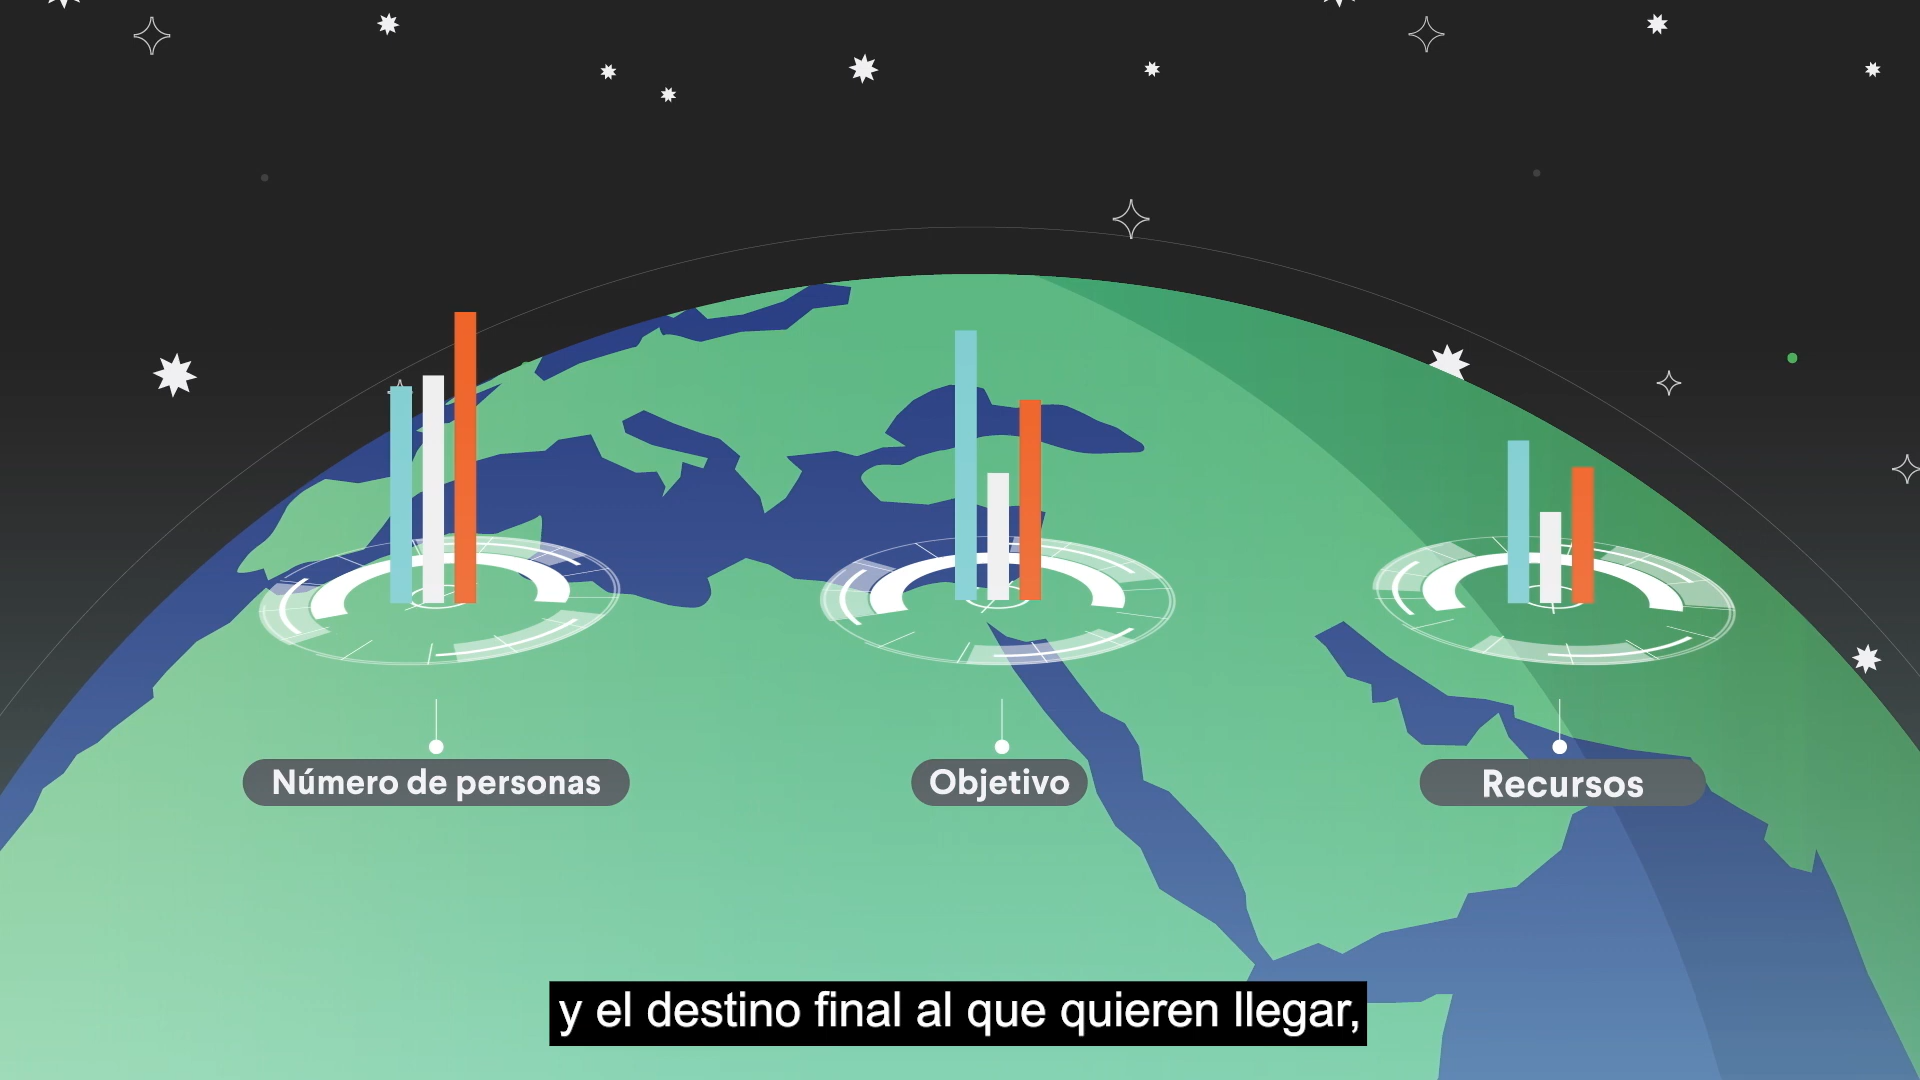 Número de personas
Objetivo
Recursos
y el destino final al que quieren llegar,